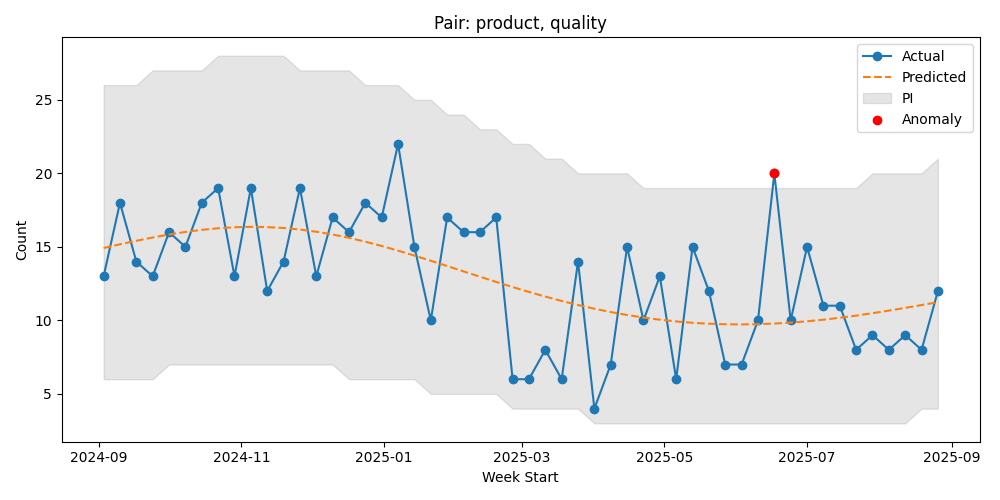 Pair: product, quality
Actual
Predicted
PI
Anomaly
Count
25
20
15
10
5
2024-09
2024-11
2025-01
2025-03
2025-05
2025-07
2025-09
Week Start